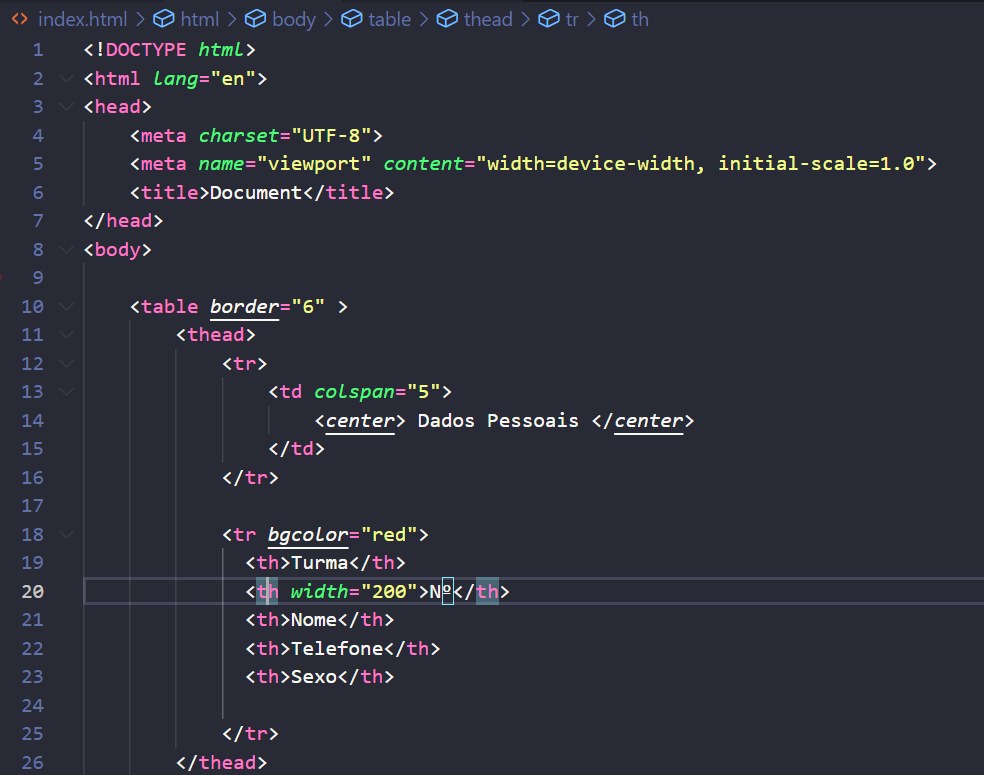 index.html > html > body > table > thead > tr > th
1 <!DOCTYPE html>
2 <html lang="en">
3 <head>
4 <meta charset="UTF-8">
5 <meta name="viewport" content="width=device-width, initial-scale=1.0">
6 <title>Document</title>
7 </head>
8 <body>
9
10 <table border="6" >
11 <thead>
12 <tr>
13 <td colspan="5">
14 <center> Dados Pessoais </center>
15 </td>
16 </tr>
17
18 <tr bgcolor="red">
19 <th>Turma</th>
20 <th width="200">Nº</th>
21 <th>Nome</th>
22 <th>Telefone</th>
23 <th>Sexo</th>
24
25 </tr>
26 </thead>